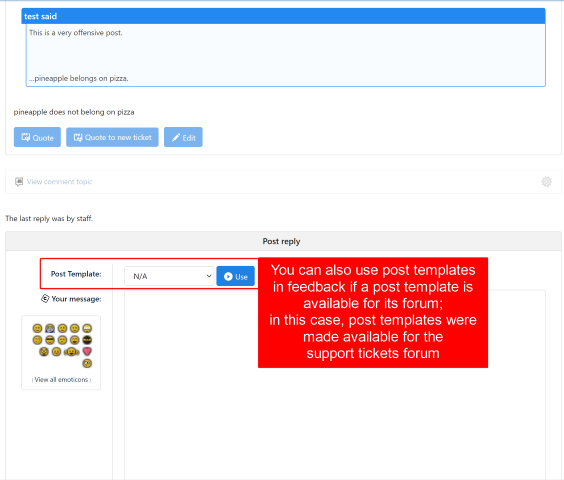 test said
This is a very offensive post.
...pineapple belongs on pizza.
pineapple does not belong on pizza
Quote
Quote to new ticket
Edit
View comment topic
The last reply was by staff.
Post reply
Post Template:
N/A
Use
You can also use post templates
in feedback if a post template is
available for its forum;
in this case, post templates were
made available for the
support tickets forum
Your message:
View all emoticons